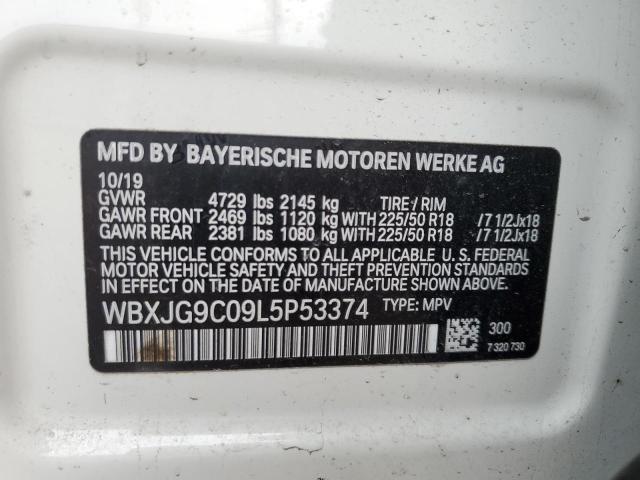 MFD BY BAYERISCHE MOTOREN WERKE AG
10/19
GVWR 4729 lbs 2145 kg TIRE / RIM
GAWR FRONT 2469 lbs 1120 kg WITH 225/50 R18 /7 1/2Jx18
GAWR REAR 2381 lbs 1080 kg WITH 225/50 R18 /7 1/2Jx18
THIS VEHICLE CONFORMS TO ALL APPLICABLE U. S. FEDERAL
MOTOR VEHICLE SAFETY AND THEFT PREVENTION STANDARDS
IN EFFECT ON THE DATE OF MANUFACTURE SHOWN ABOVE.
WBXJG9C09L5P53374 TYPE: MPV
300
7 320 730